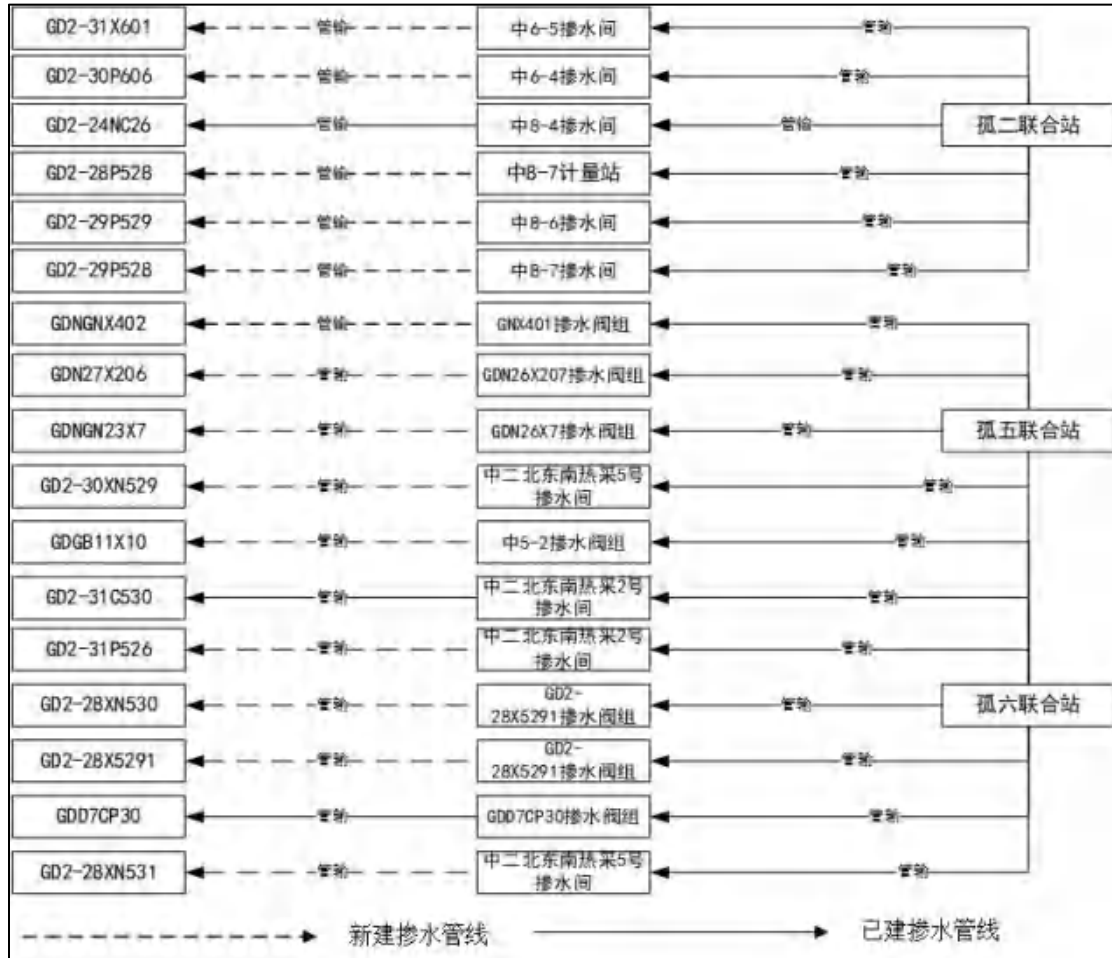 GD2-31X601 管输 中6-5掺水间 管输
GD2-30P606 管输 中6-4掺水间 管输
GD2-24NC26 管输 中8-4掺水间 管输 孤二联合站
GD2-28P528 管输 中8-7计量站 管输
GD2-29P529 管输 中8-6掺水间 管输
GD2-29P528 管输 中8-7掺水间 管输
GDNGNX402 管输 GNX401掺水阀组 管输
GDN27X206 管输 GDN26X207掺水阀组 管输
GDNGN23X7 管输 GDN26X7掺水阀组 管输 孤五联合站
GD2-30XN529 管输 中二北东南热采5号
掺水间 管输
GDGB11X10 管输 中5-2掺水阀组 管输
GD2-31C530 管输 中二北东南热采2号
掺水间 管输
GD2-31P526 管输 中二北东南热采2号
掺水间 管输
GD2-28XN530 管输 GD2-
28X5291掺水阀组 管输 孤六联合站
GD2-28X5291 管输 GD2-
28X5291掺水阀组 管输
GDD7CP30 管输 GDD7CP30掺水阀组 管输
GD2-28XN531 管输 中二北东南热采5号
掺水间 管输
新建掺水管线 已建掺水管线